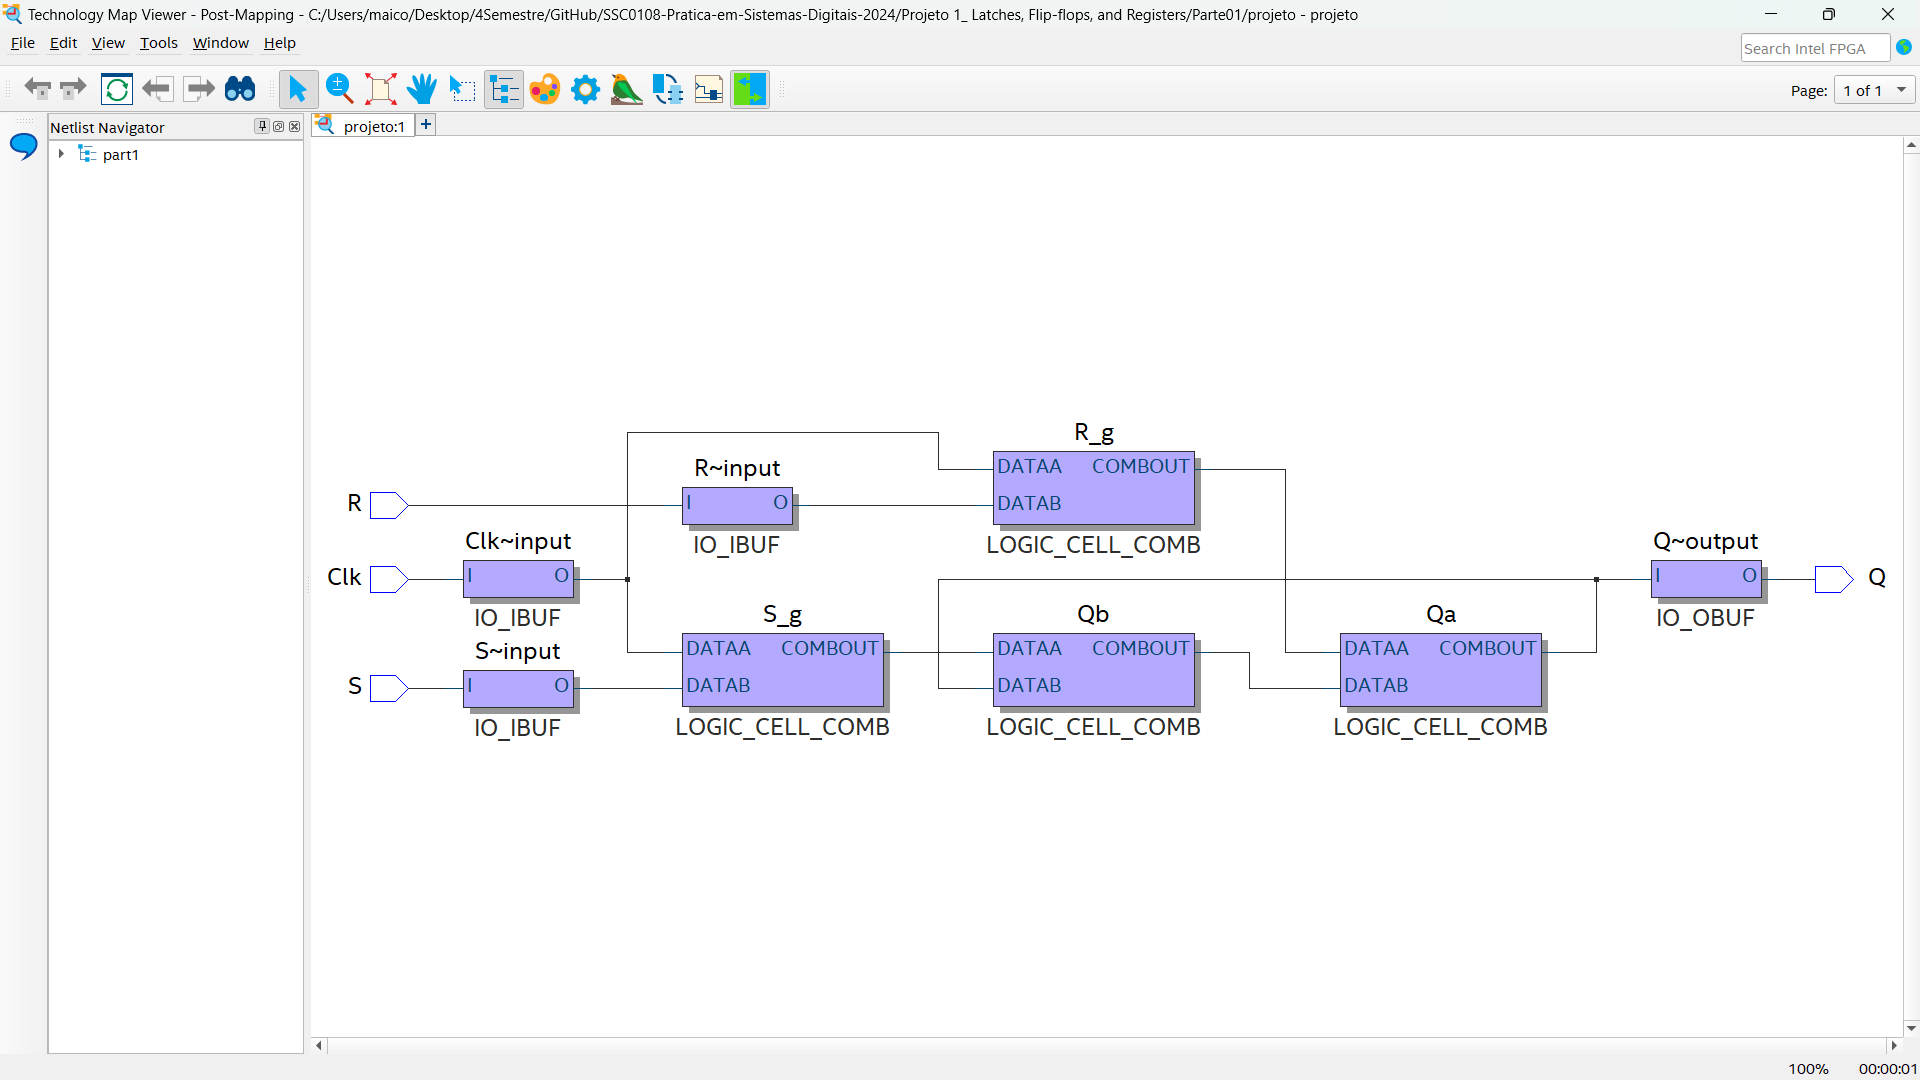 Technology Map Viewer - Post-Mapping - C:/Users/maico/Desktop/4Semestre/GitHub/SSC0108-Pratica-em-Sistemas-Digitais-2024/Projeto 1_ Latches, Flip-flops, and Registers/Parte01/projeto - projeto
File Edit View Tools Window Help
Search Intel FPGA
Page: 1 of 1
Netlist Navigator
projeto:1 +
part1
R_g
DATAA COMBOUT
DATAB
LOGIC_CELL_COMB
R~input
I O
IO_IBUF
R
Clk~input
I O
IO_IBUF
Clk
Q~output
I O
IO_OBUF
Q
S_g
DATAA COMBOUT
DATAB
LOGIC_CELL_COMB
Qb
DATAA COMBOUT
DATAB
LOGIC_CELL_COMB
Qa
DATAA COMBOUT
DATAB
LOGIC_CELL_COMB
S~input
I O
IO_IBUF
S
100% 00:00:01